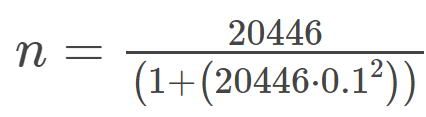 n = 20446 / (1+(20446·0.1²))